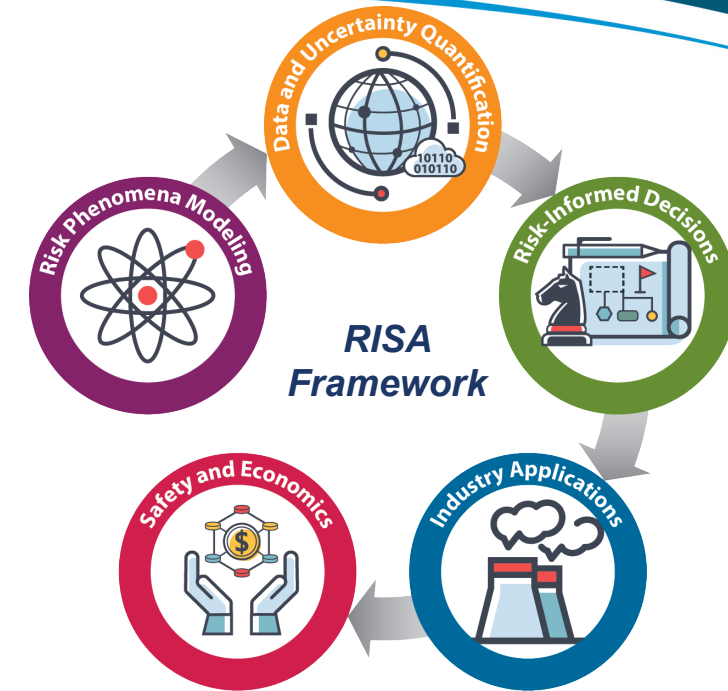 Data and Uncertainty Quantification
10110
010110
Risk Phenomena Modeling
Risk-Informed Decisions
RISA
Framework
Safety and Economics
$
Industry Applications